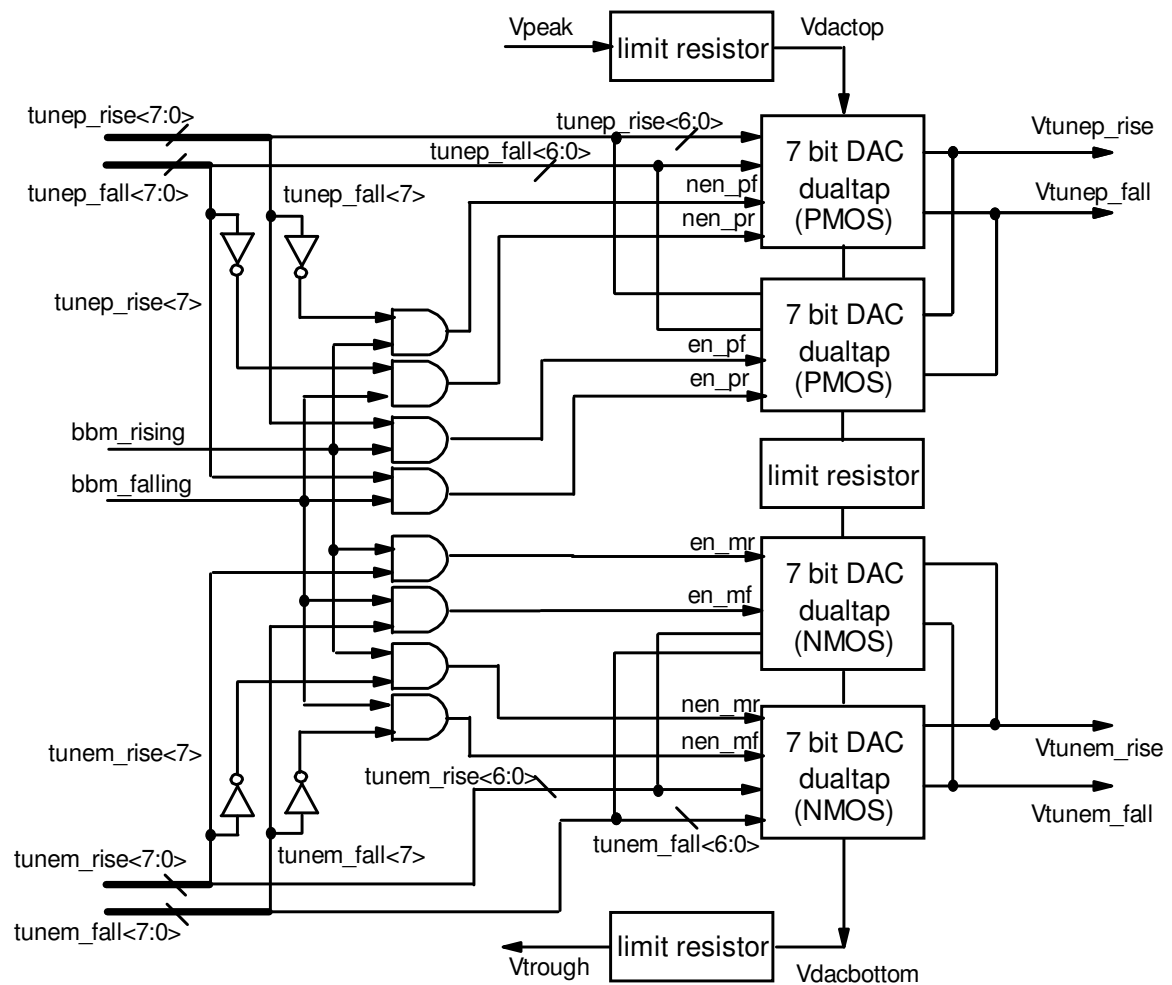 Vpeak
limit resistor
Vdactop
tunep_rise<7:0>
tunep_rise<6:0>
tunep_fall<6:0>
tunep_fall<7:0>
tunep_fall<7>
nen_pf
nen_pr
7 bit DAC
dualtap
(PMOS)
Vtunep_rise
Vtunep_fall
tunep_rise<7>
7 bit DAC
dualtap
(PMOS)
en_pf
en_pr
bbm_rising
bbm_falling
limit resistor
en_mr
en_mf
7 bit DAC
dualtap
(NMOS)
nen_mr
nen_mf
7 bit DAC
dualtap
(NMOS)
tunem_rise<7>
tunem_rise<6:0>
Vtunem_rise
Vtunem_fall
tunem_fall<6:0>
tunem_rise<7:0>
tunem_fall<7>
tunem_fall<7:0>
limit resistor
Vtrough
Vdacbottom